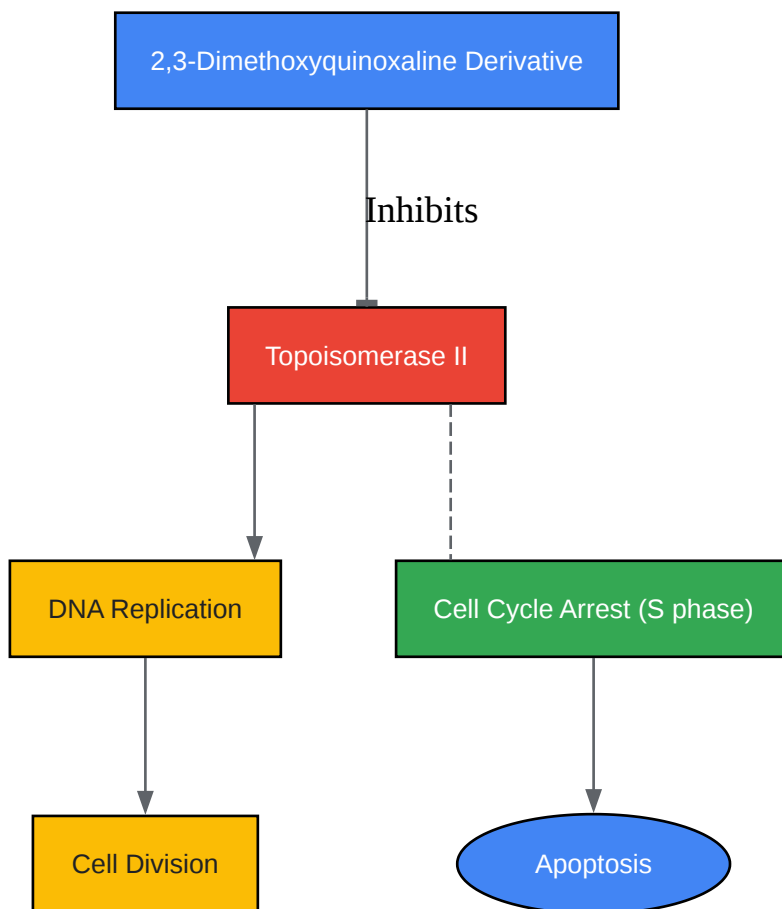 2,3-Dimethoxyquinoxaline Derivative
Inhibits
Topoisomerase II
DNA Replication
Cell Cycle Arrest (S phase)
Cell Division
Apoptosis